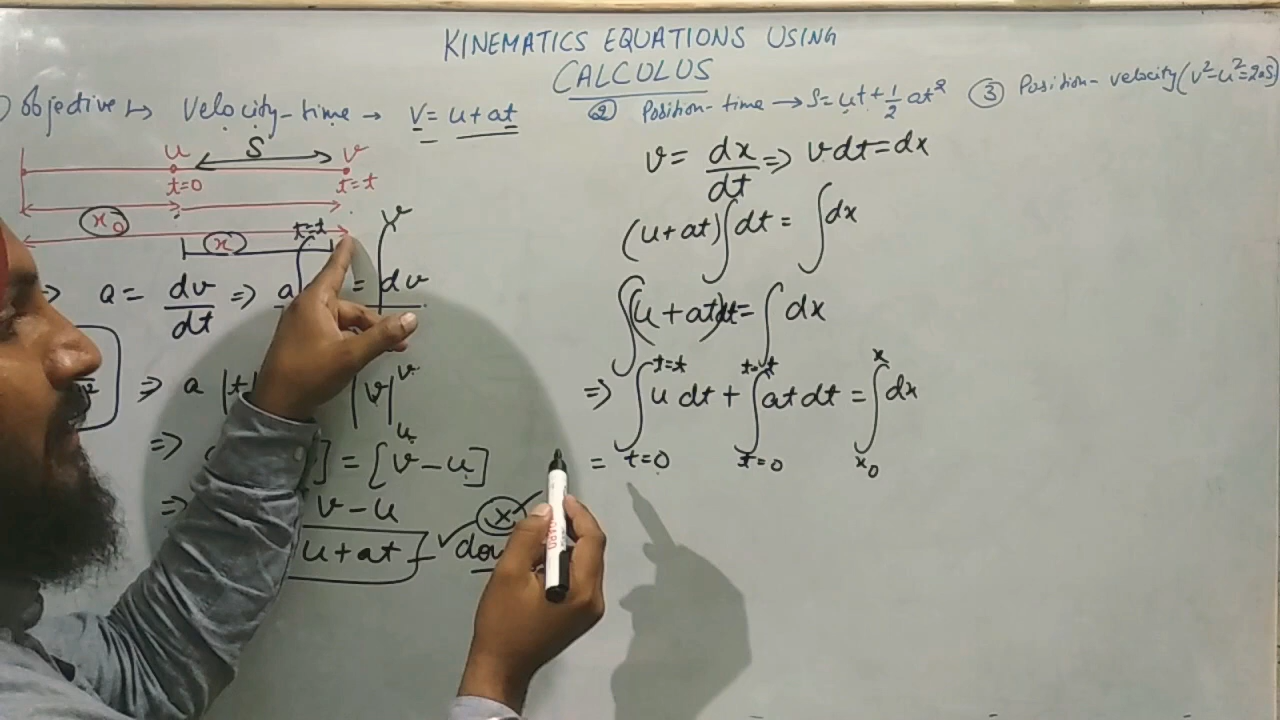 KINEMATICS EQUATIONS USING
CALCULUS
) Objective ↦ Velocity-time → v = u + at
② Position-time → S = ut + 1/2 at²
③ Position-velocity (v² - u² = 2as)
u S v
t=0 t=t
x₀
x
a = dv/dt ⇒ a ∫ t=t = ∫ v dv
⇒ a |t| |v| v u
⇒ ] = [v - u]
⇒ v - u
u + at ✓ x
v = dx/dt ⇒ v dt = dx
(u + at) ∫ dt = ∫ dx
∫ (u + at) dt = ∫ dx
⇒ ∫ t=0 t=t u dt + ∫ t=0 t=t at dt = ∫ x₀ x dx
=